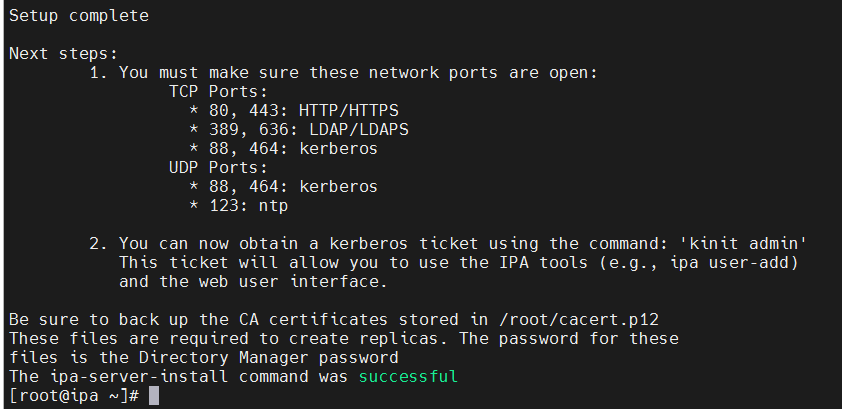 Setup complete
Next steps:
1. You must make sure these network ports are open:
TCP Ports:
* 80, 443: HTTP/HTTPS
* 389, 636: LDAP/LDAPS
* 88, 464: kerberos
UDP Ports:
* 88, 464: kerberos
* 123: ntp
2. You can now obtain a kerberos ticket using the command: 'kinit admin'
This ticket will allow you to use the IPA tools (e.g., ipa user-add)
and the web user interface.
Be sure to back up the CA certificates stored in /root/cacert.p12
These files are required to create replicas. The password for these
files is the Directory Manager password
The ipa-server-install command was successful
[root@ipa ~]#